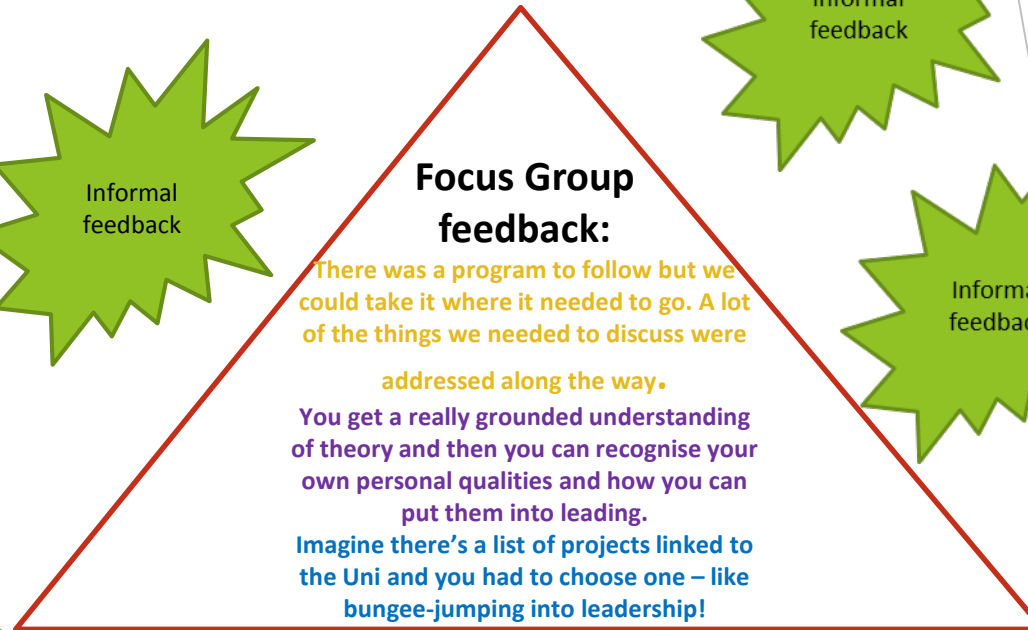 Informal
feedback
Informal
feedback
Focus Group
feedback:
There was a program to follow but we
could take it where it needed to go. A lot
of the things we needed to discuss were
addressed along the way.
You get a really grounded understanding
of theory and then you can recognise your
own personal qualities and how you can
put them into leading.
Imagine there's a list of projects linked to
the Uni and you had to choose one – like
bungee-jumping into leadership!
Informa
feedbac